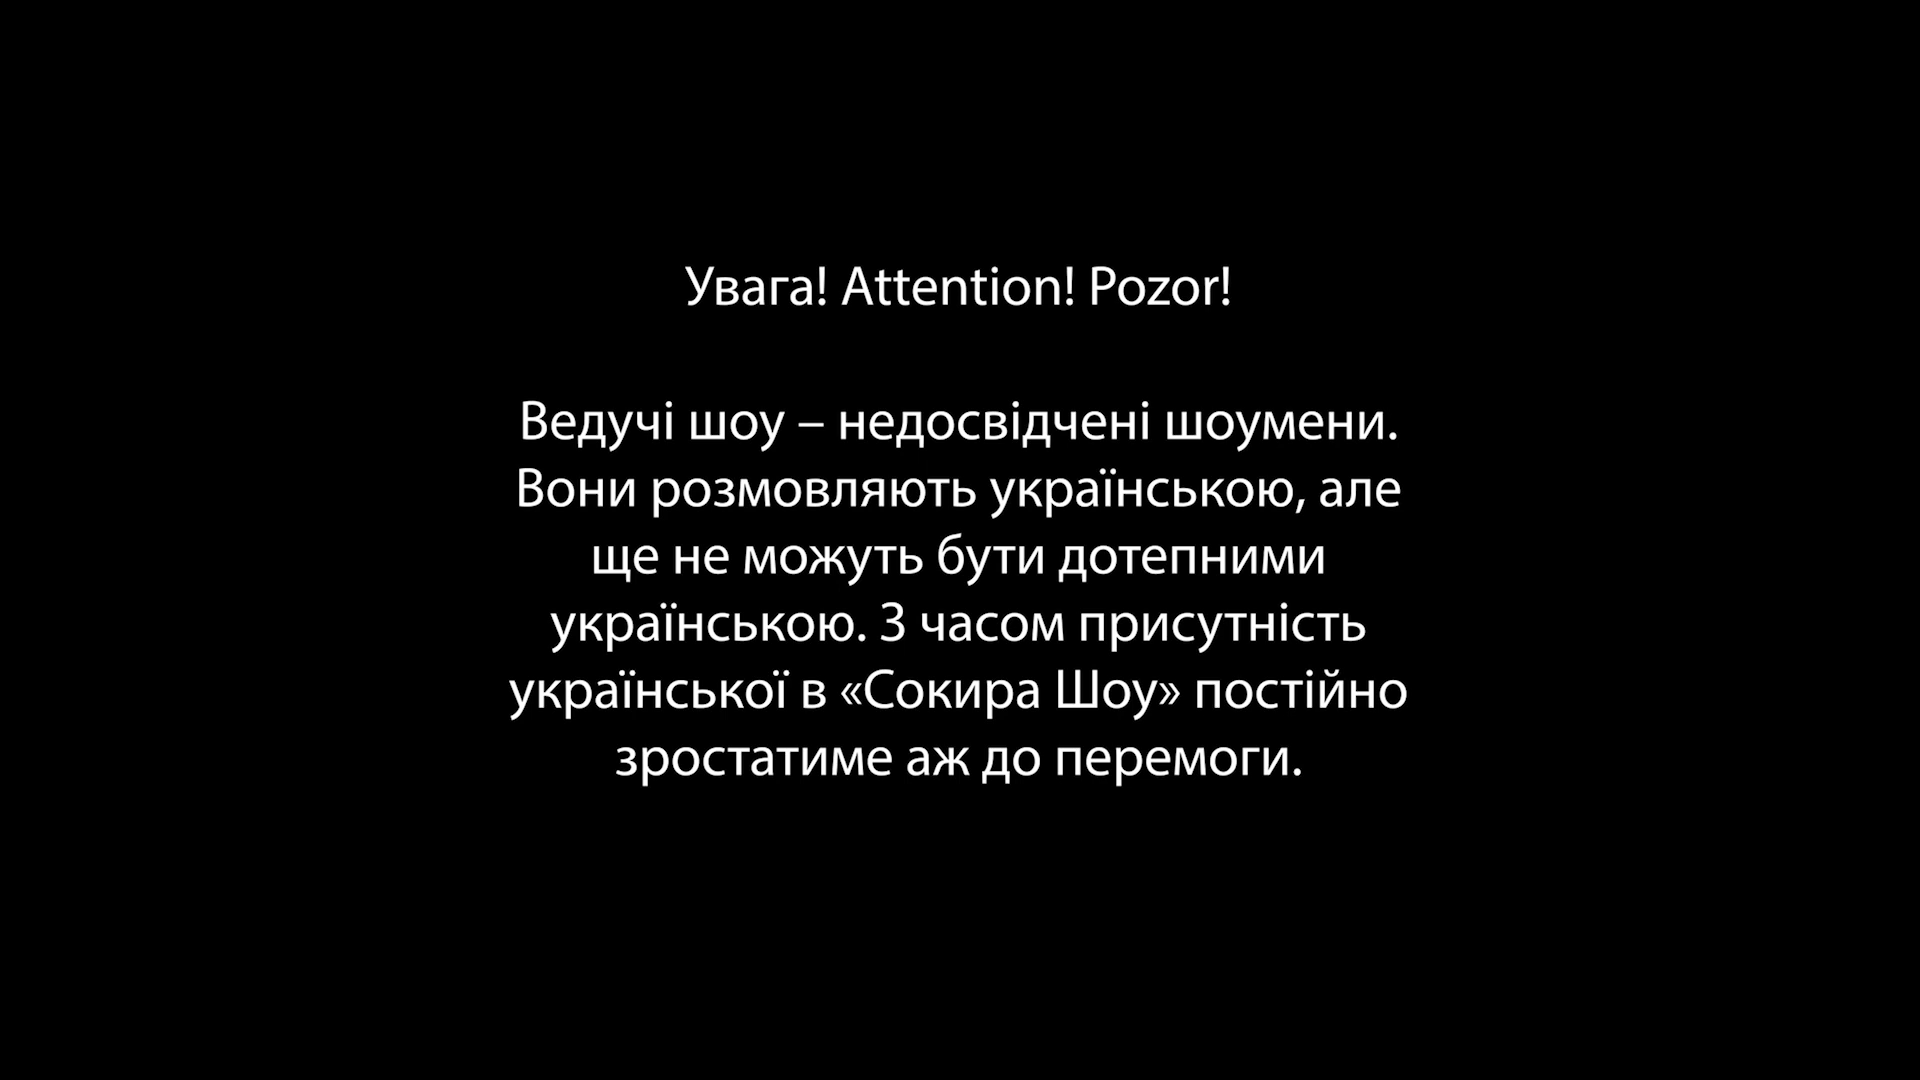 Увага! Attention! Pozor!
Ведучі шоу – недосвідчені шоумени.
Вони розмовляють українською, але
ще не можуть бути дотепними
українською. З часом присутність
української в «Сокира Шоу» постійно
зростатиме аж до перемоги.